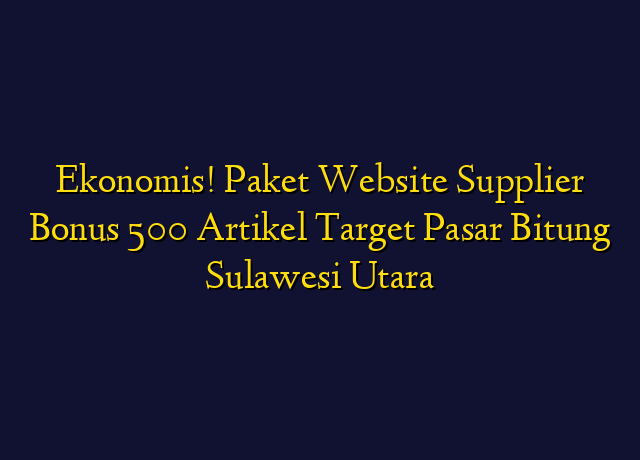 Ekonomis! Paket Website Supplier
Bonus 500 Artikel Target Pasar Bitung
Sulawesi Utara